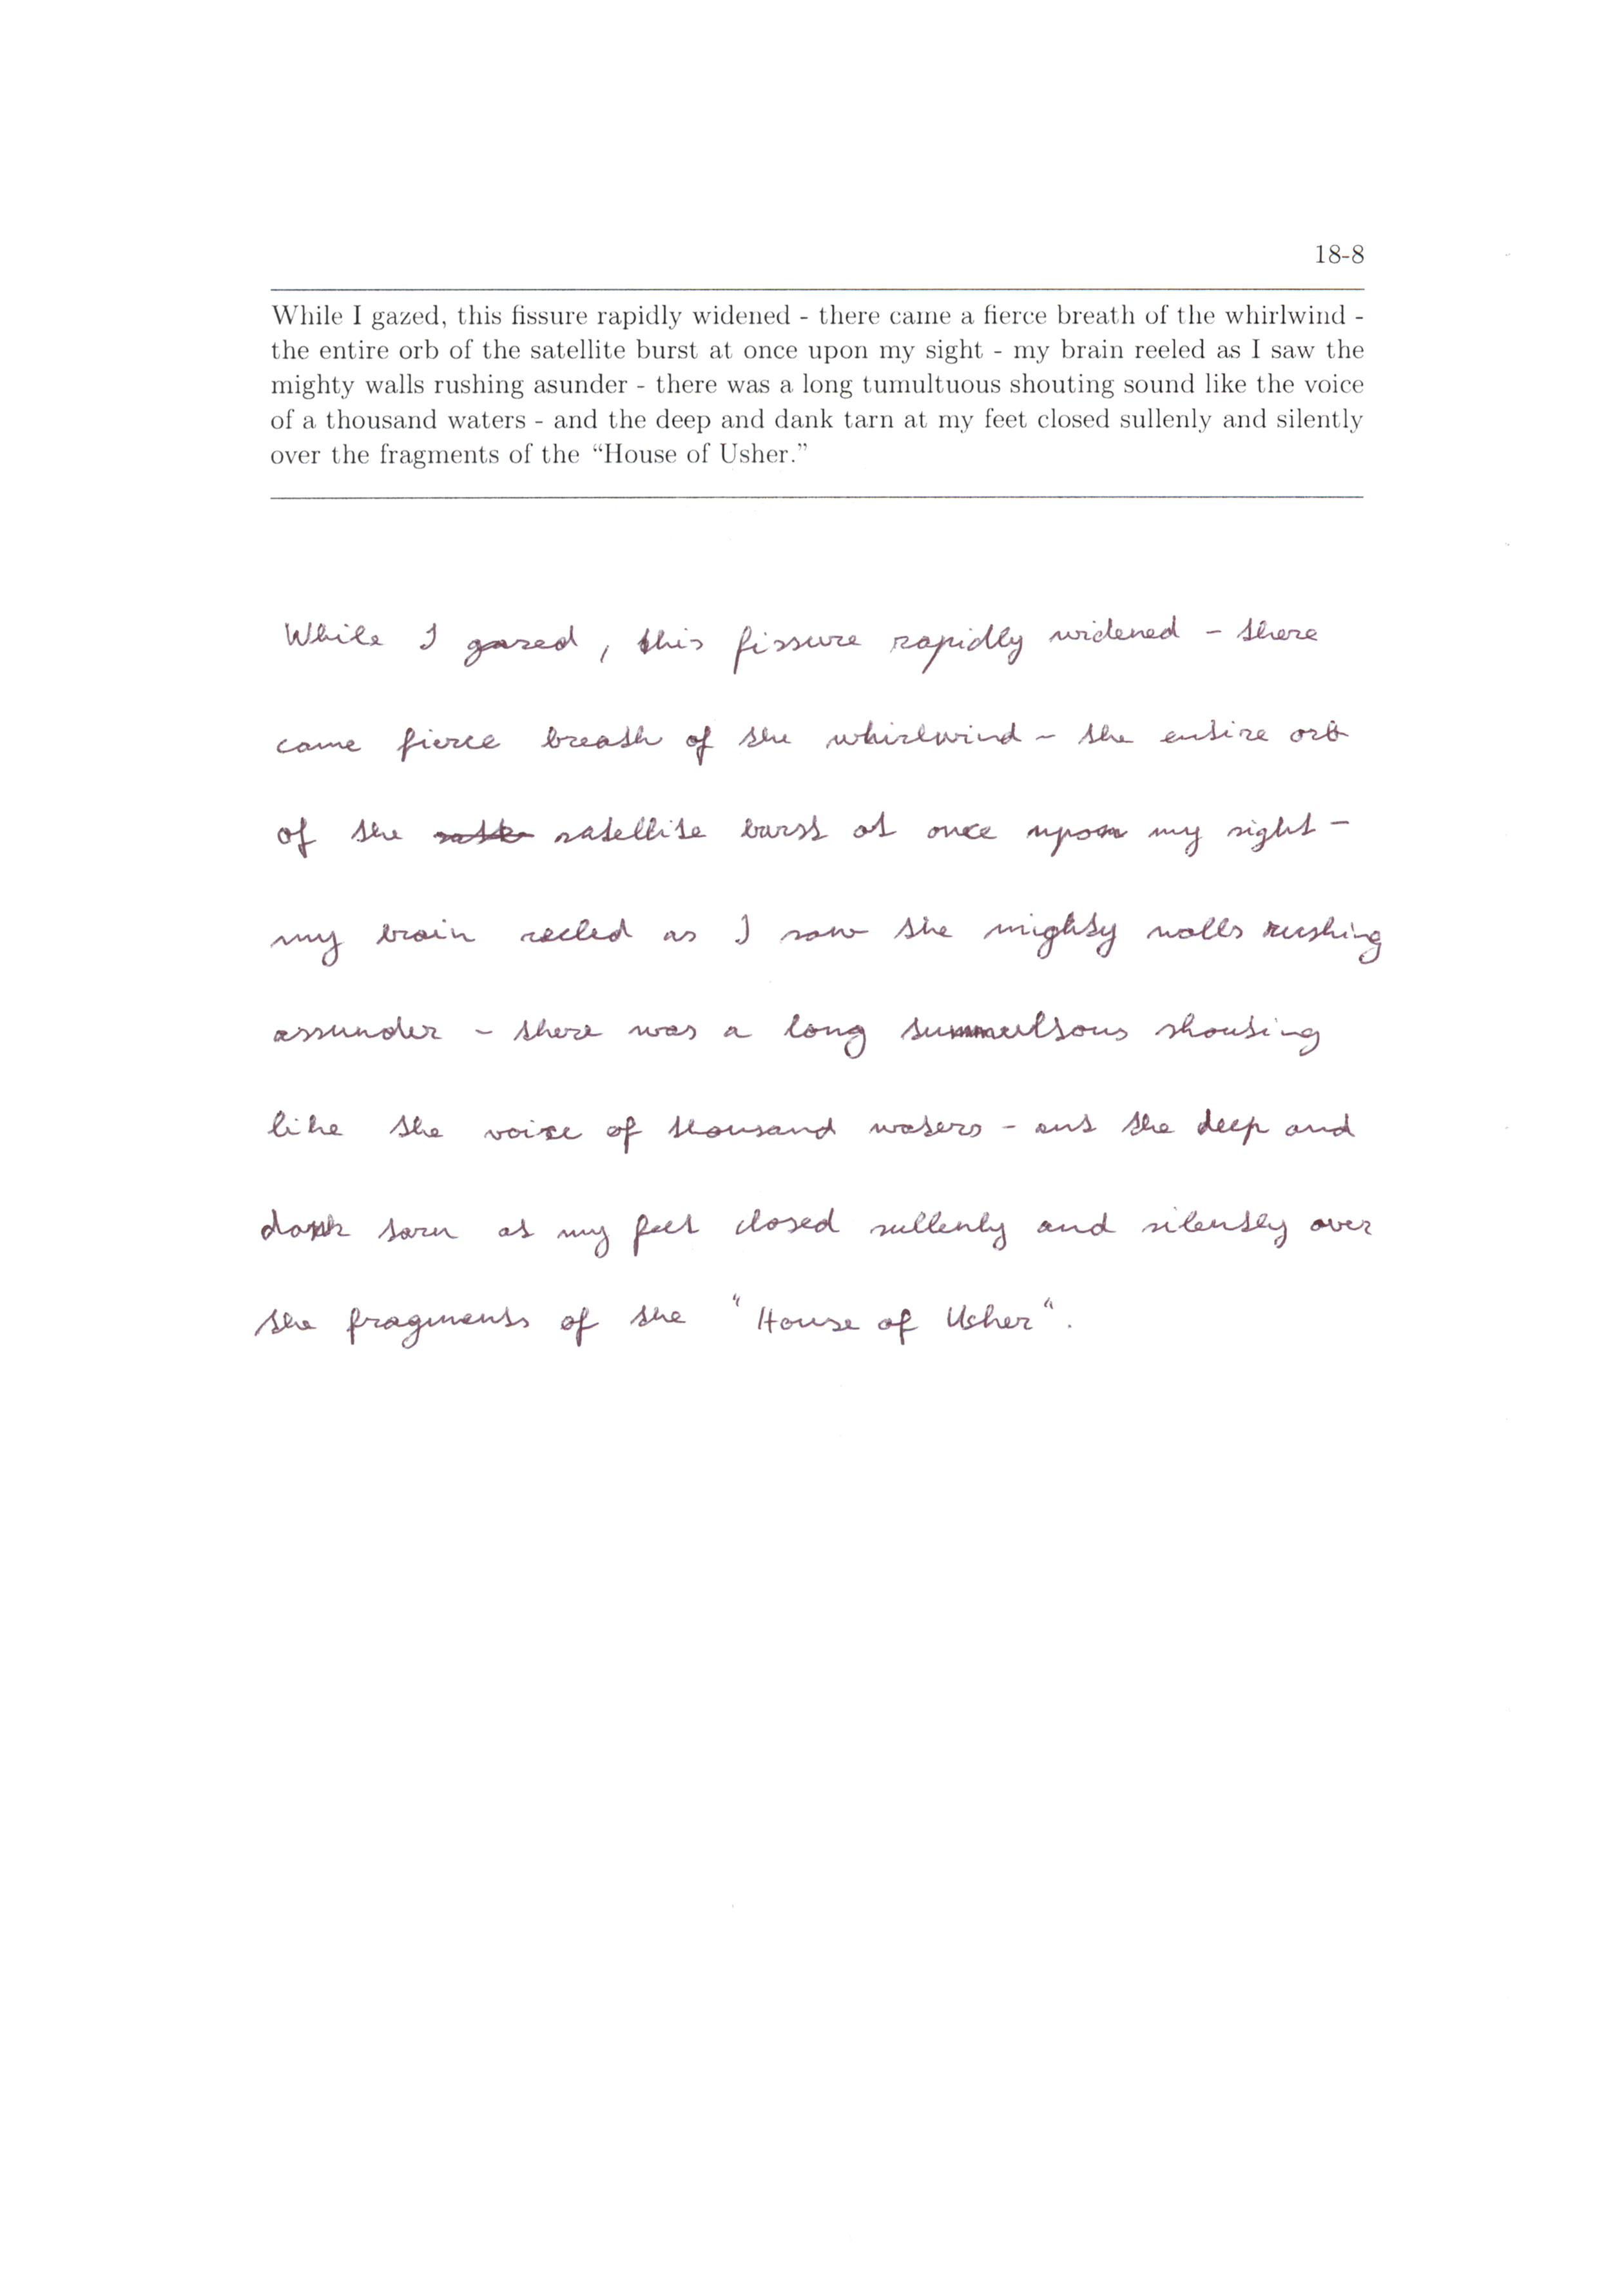 18-8
While I gazed, this fissure rapidly widened - there came a fierce breath of the whirlwind -
the entire orb of the satellite burst at once upon my sight - my brain reeled as I saw the
mighty walls rushing asunder - there was a long tumultuous shouting sound like the voice
of a thousand waters - and the deep and dank tarn at my feet closed sullenly and silently
over the fragments of the “House of Usher.”
While I gazed, this fissure rapidly widened - there
came fierce breath of the whirlwind - the entire orb
of the satellite burst at once upon my sight -
my brain reeled as I saw the mighty walls rushing
assunder - there was a long tummultous shouting
like the voice of thousand waters - ant the deep and
dank tarn at my feet closed sullenly and silently over
the fragments of the "House of Usher".